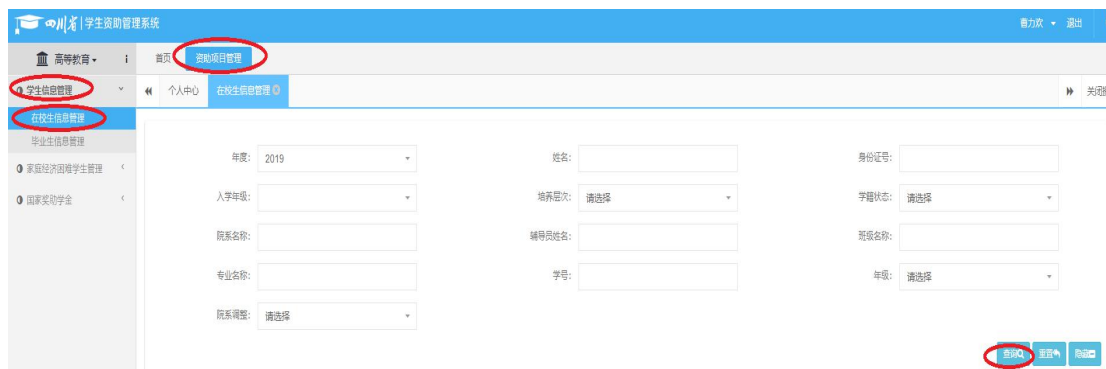 四川省 | 学生资助管理系统
曹力欢 退出
高等教育
首页 资助项目管理
学生信息管理
个人中心 在校生信息管理
关闭
在校生信息管理
毕业生信息管理
家庭经济困难学生管理
国家奖助学金
年度: 2019 姓名: 身份证号:
入学年级: 培养层次: 请选择 学籍状态: 请选择
院系名称: 辅导员姓名: 班级名称:
专业名称: 学号: 年级: 请选择
院系调整: 请选择
查询 重置 隐藏